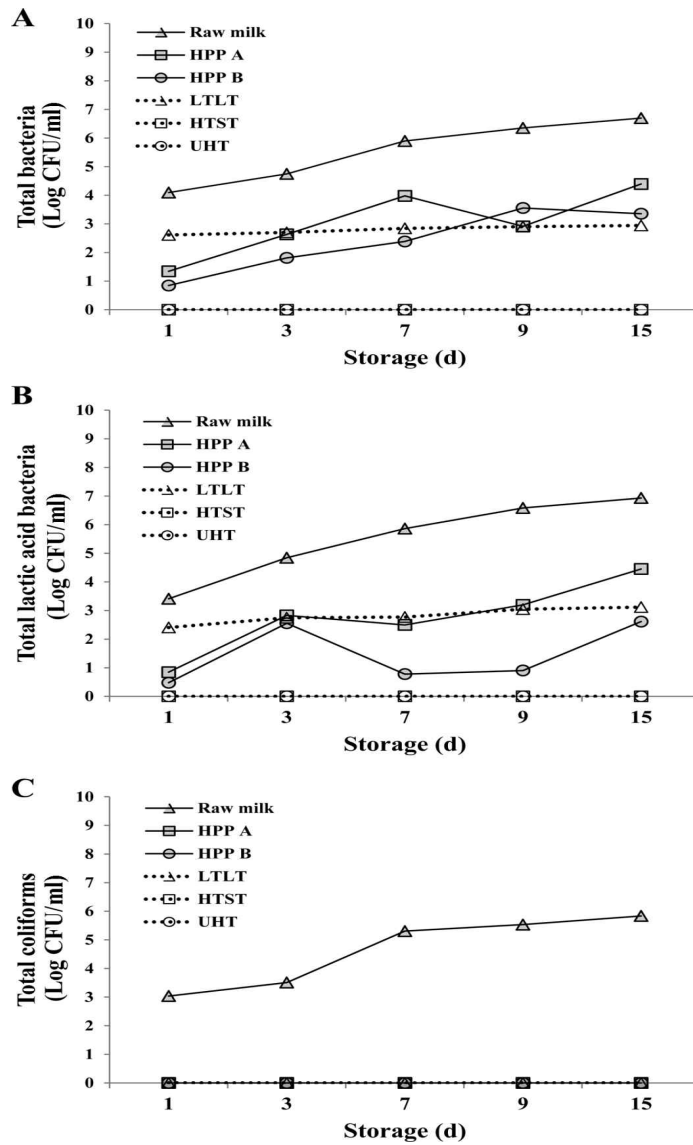 A
Total bacteria
(Log CFU/ml)
10
9
8
7
6
5
4
3
2
1
0
Raw milk
HPP A
HPP B
LTLT
HTST
UHT
1 3 7 9 15
Storage (d)
B
Total lactic acid bacteria
(Log CFU/ml)
10
9
8
7
6
5
4
3
2
1
0
Raw milk
HPP A
HPP B
LTLT
HTST
UHT
1 3 7 9 15
Storage (d)
C
Total coliforms
(Log CFU/ml)
10
9
8
7
6
5
4
3
2
1
0
Raw milk
HPP A
HPP B
LTLT
HTST
UHT
1 3 7 9 15
Storage (d)